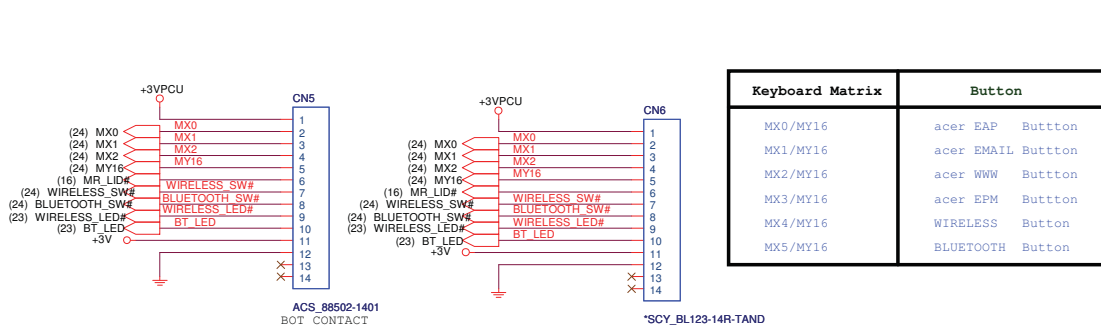 +3VPCU
CN5
(24) MX0 MX0 1
(24) MX1 MX1 2
(24) MX2 MX2 3
(24) MY16 MY16 4
(16) MR_LID# 5
(24) WIRELESS_SW# WIRELESS_SW# 6
(24) BLUETOOTH_SW# BLUETOOTH_SW# 7
(23) WIRELESS_LED# WIRELESS_LED# 8
(23) BT_LED BT_LED 9
+3V 10
11
12
13
14
ACS_88502-1401
BOT CONTACT
+3VPCU
CN6
(24) MX0 MX0 1
(24) MX1 MX1 2
(24) MX2 MX2 3
(24) MY16 MY16 4
(16) MR_LID# 5
(24) WIRELESS_SW# WIRELESS_SW# 6
(24) BLUETOOTH_SW# BLUETOOTH_SW# 7
(23) WIRELESS_LED# WIRELESS_LED# 8
(23) BT_LED BT_LED 9
+3V 10
11
12
13
14
*SCY_BL123-14R-TAND
Keyboard Matrix Button
MX0/MY16 acer EAP Buttton
MX1/MY16 acer EMAIL Buttton
MX2/MY16 acer WWW Buttton
MX3/MY16 acer EPM Buttton
MX4/MY16 WIRELESS Button
MX5/MY16 BLUETOOTH Button